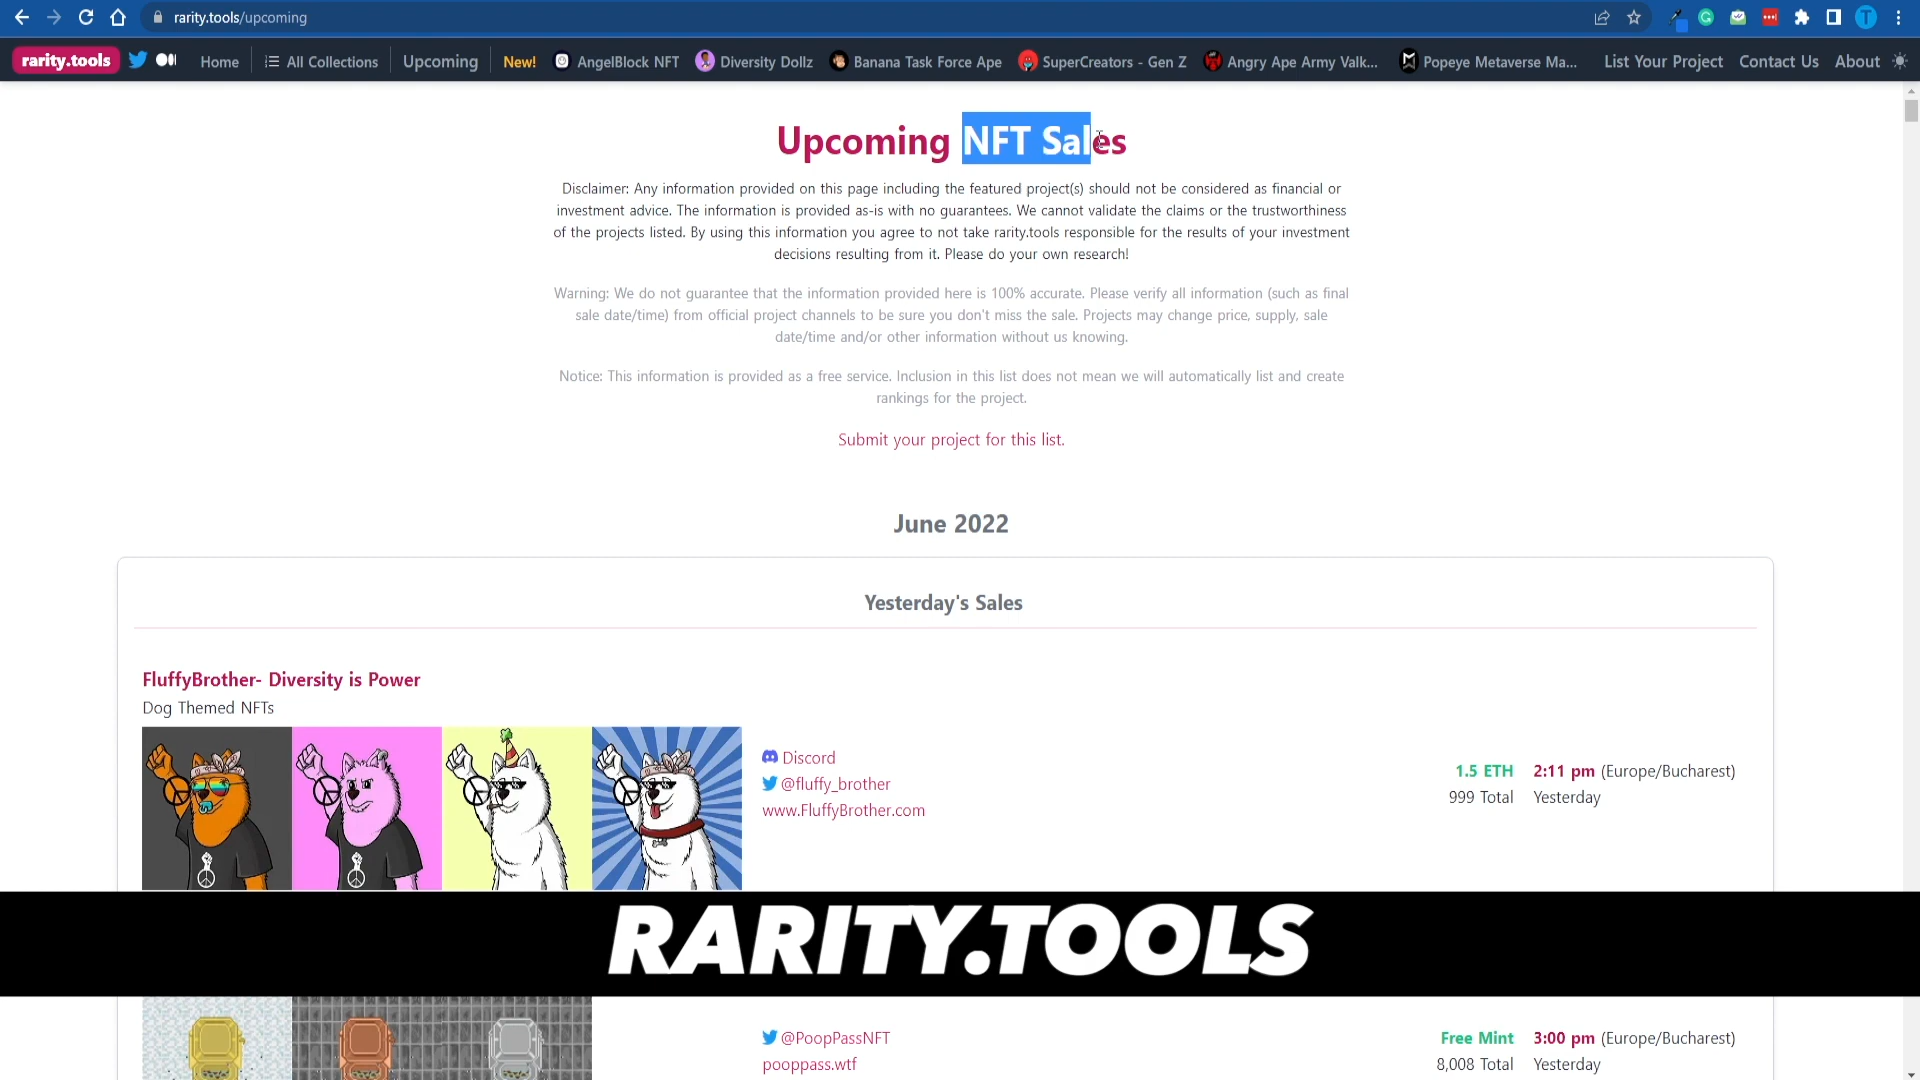 rarity.tools/upcoming
T
rarity.tools
Home
All Collections
Upcoming
New!
AngelBlock NFT
Diversity Dollz
Banana Task Force Ape
SuperCreators - Gen Z
Angry Ape Army Valk...
Popeye Metaverse Ma...
List Your Project
Contact Us
About
Upcoming NFT Sales
Disclaimer: Any information provided on this page including the featured project(s) should not be considered as financial or
investment advice. The information is provided as-is with no guarantees. We cannot validate the claims or the trustworthiness
of the projects listed. By using this information you agree to not take rarity.tools responsible for the results of your investment
decisions resulting from it. Please do your own research!
Warning: We do not guarantee that the information provided here is 100% accurate. Please verify all information (such as final
sale date/time) from official project channels to be sure you don't miss the sale. Projects may change price, supply, sale
date/time and/or other information without us knowing.
Notice: This information is provided as a free service. Inclusion in this list does not mean we will automatically list and create
rankings for the project.
Submit your project for this list.
June 2022
Yesterday's Sales
FluffyBrother- Diversity is Power
Dog Themed NFTs
Discord
@fluffy_brother
www.FluffyBrother.com
1.5 ETH 2:11 pm (Europe/Bucharest)
999 Total Yesterday
RARITY.TOOLS
@PoopPassNFT
pooppass.wtf
Free Mint 3:00 pm (Europe/Bucharest)
8,008 Total Yesterday